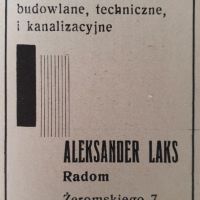 budowlane, techniczne,
i kanalizacyjne
ALEKSANDER LAKS
Radom
Żeromskiego 7